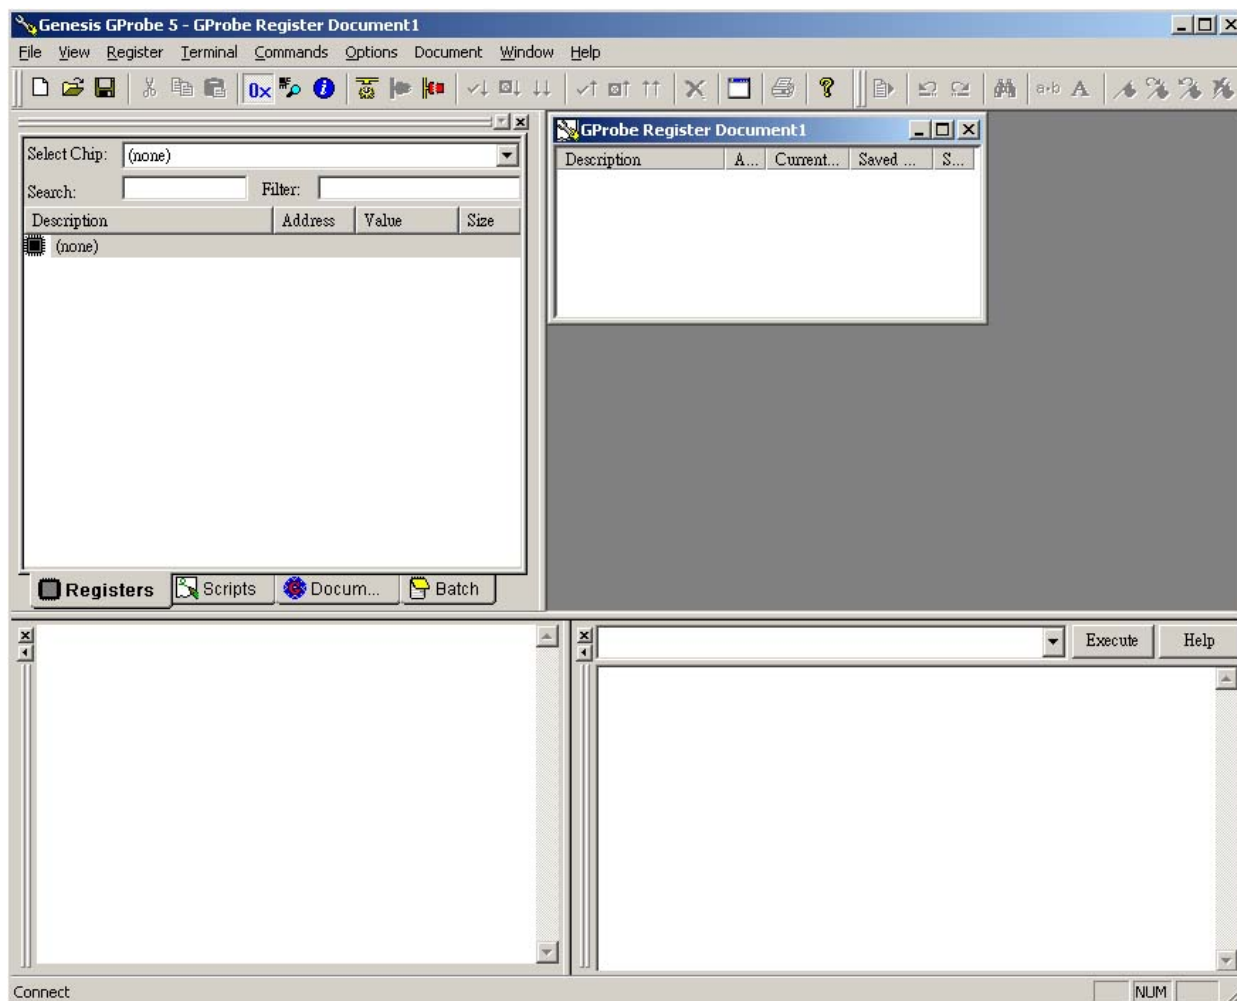 Genesis GProbe 5 - GProbe Register Document1
File View Register Terminal Commands Options Document Window Help
0x i ? a•b A
GProbe Register Document1
Select Chip: (none)
Search: Filter:
Description Address Value Size
(none)
Description A... Current... Saved ... S...
Registers Scripts Docum... Batch
Execute Help
Connect NUM